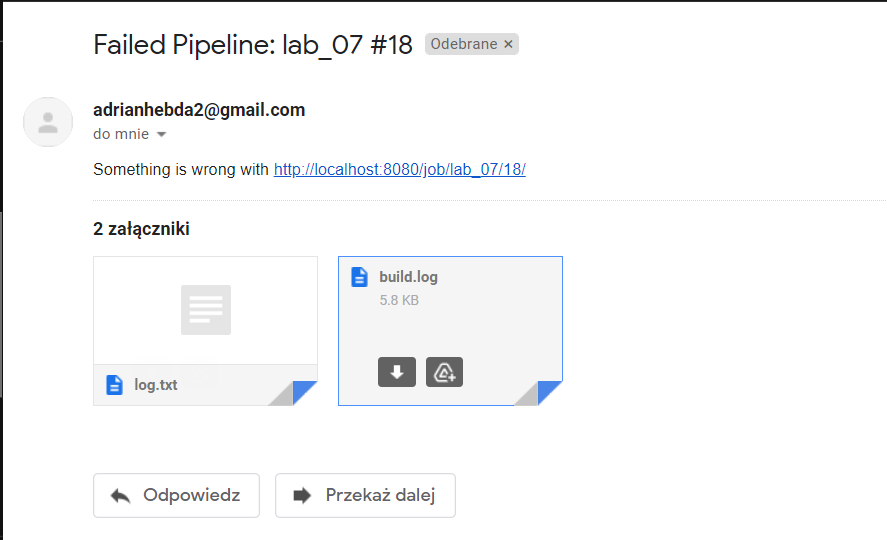 Failed Pipeline: lab_07 #18 Odebrane ×
adrianhebda2@gmail.com
do mnie
Something is wrong with http://localhost:8080/job/lab_07/18/
2 załączniki
log.txt
build.log
5.8 KB
Odpowiedz
Przekaż dalej